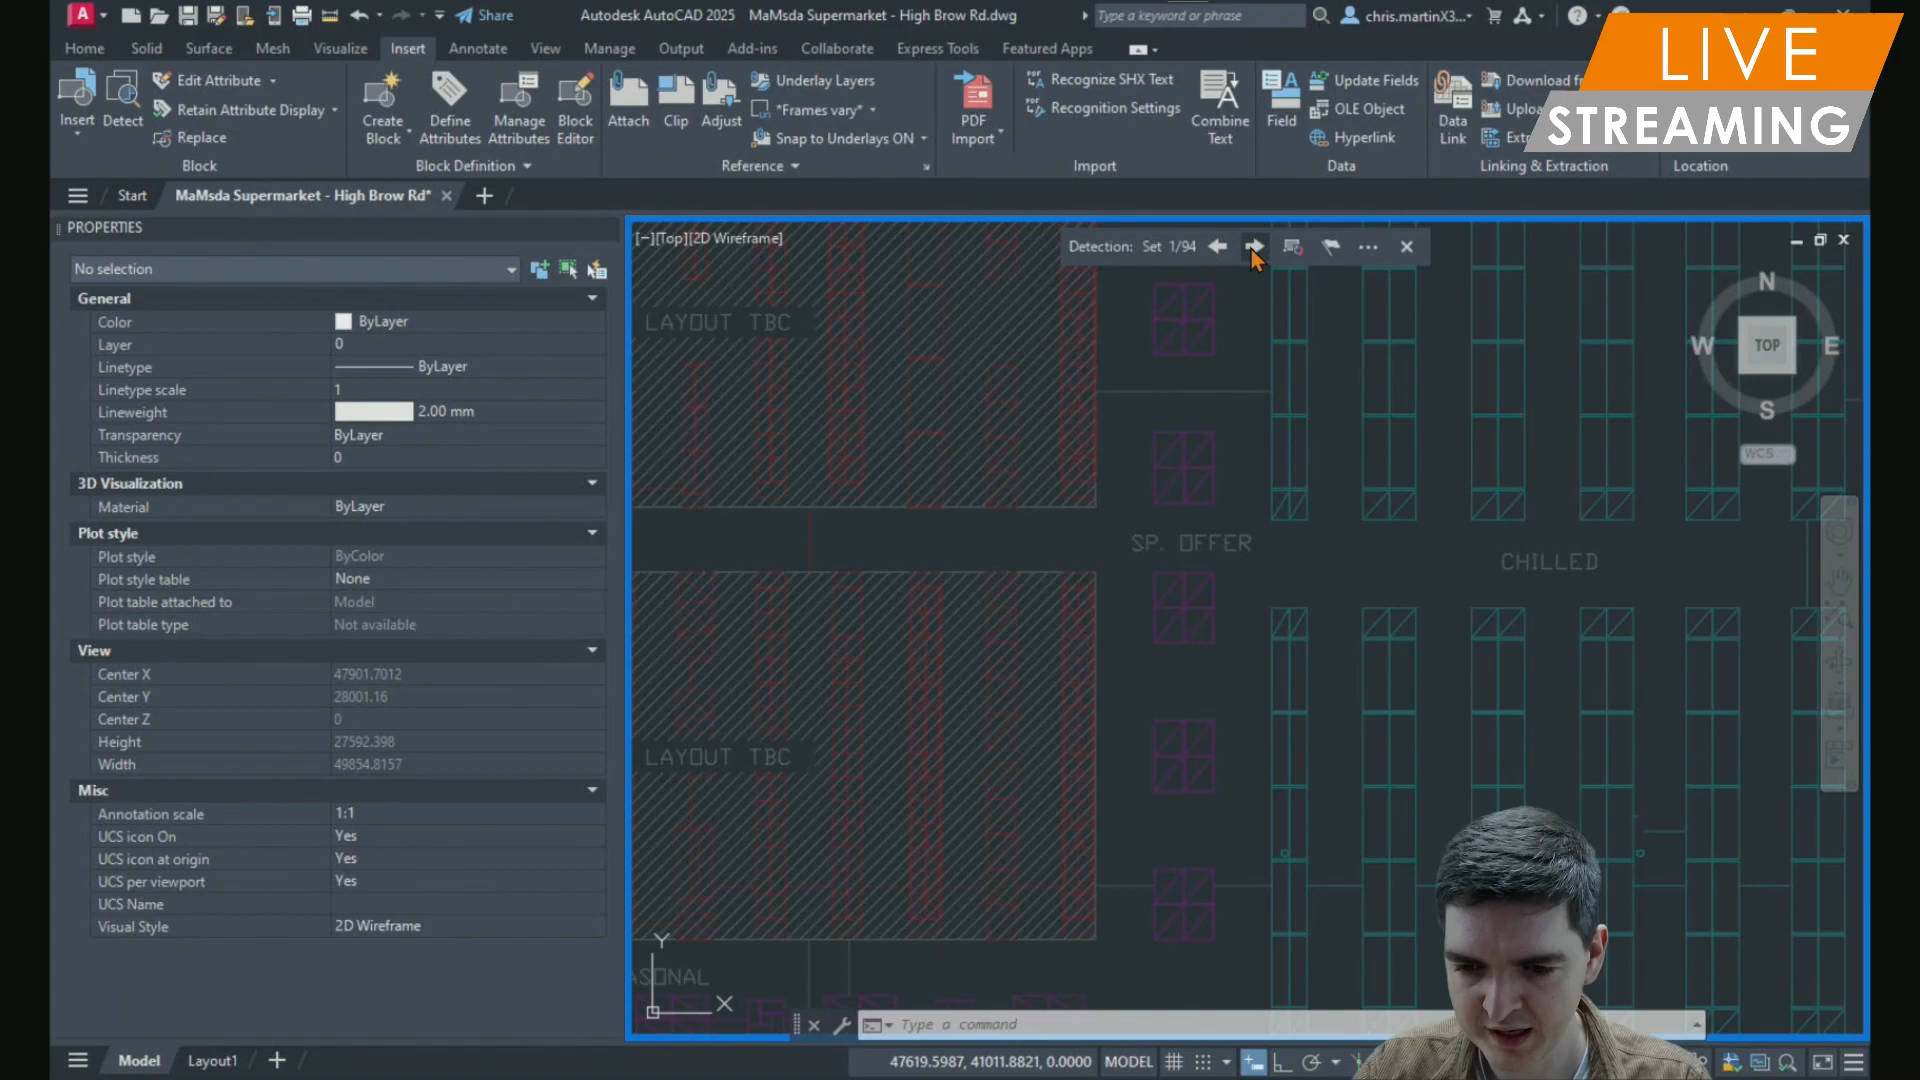 A Share Autodesk AutoCAD 2025 MaMsda Supermarket - High Brow Rd.dwg Type a keyword or phrase chris.martinX3...
LIVE
STREAMING
Home Solid Surface Mesh Visualize Insert Annotate View Manage Output Add-ins Collaborate Express Tools Featured Apps
Insert
Detect
Edit Attribute
Retain Attribute Display
Replace
Block
Create Block
Define Attributes
Manage Attributes
Block Editor
Block Definition
Attach
Clip
Adjust
Underlay Layers
*Frames vary*
Snap to Underlays ON
Reference
PDF Import
PDF Recognize SHX Text
PDF Recognition Settings
Combine Text
Import
Field
Update Fields
OLE Object
Hyperlink
Data
Data Link
Download fr
Uploa
Extr
Linking & Extraction
Location
Start MaMsda Supermarket - High Brow Rd*
PROPERTIES
No selection
General
Color ByLayer
Layer 0
Linetype ByLayer
Linetype scale 1
Lineweight 2.00 mm
Transparency ByLayer
Thickness 0
3D Visualization
Material ByLayer
Plot style
Plot style ByColor
Plot style table None
Plot table attached to Model
Plot table type Not available
View
Center X 47901.7012
Center Y 28001.16
Center Z 0
Height 27592.398
Width 49854.8157
Misc
Annotation scale 1:1
UCS icon On Yes
UCS icon at origin Yes
UCS per viewport Yes
UCS Name
Visual Style 2D Wireframe
[−][Top][2D Wireframe]
Detection: Set 1/94
N
W TOP E
S
WCS
LAYOUT TBC
SP. OFFER
CHILLED
LAYOUT TBC
ASONAL
Y
X
Type a command
Model Layout1
47619.5987, 41011.8821, 0.0000 MODEL